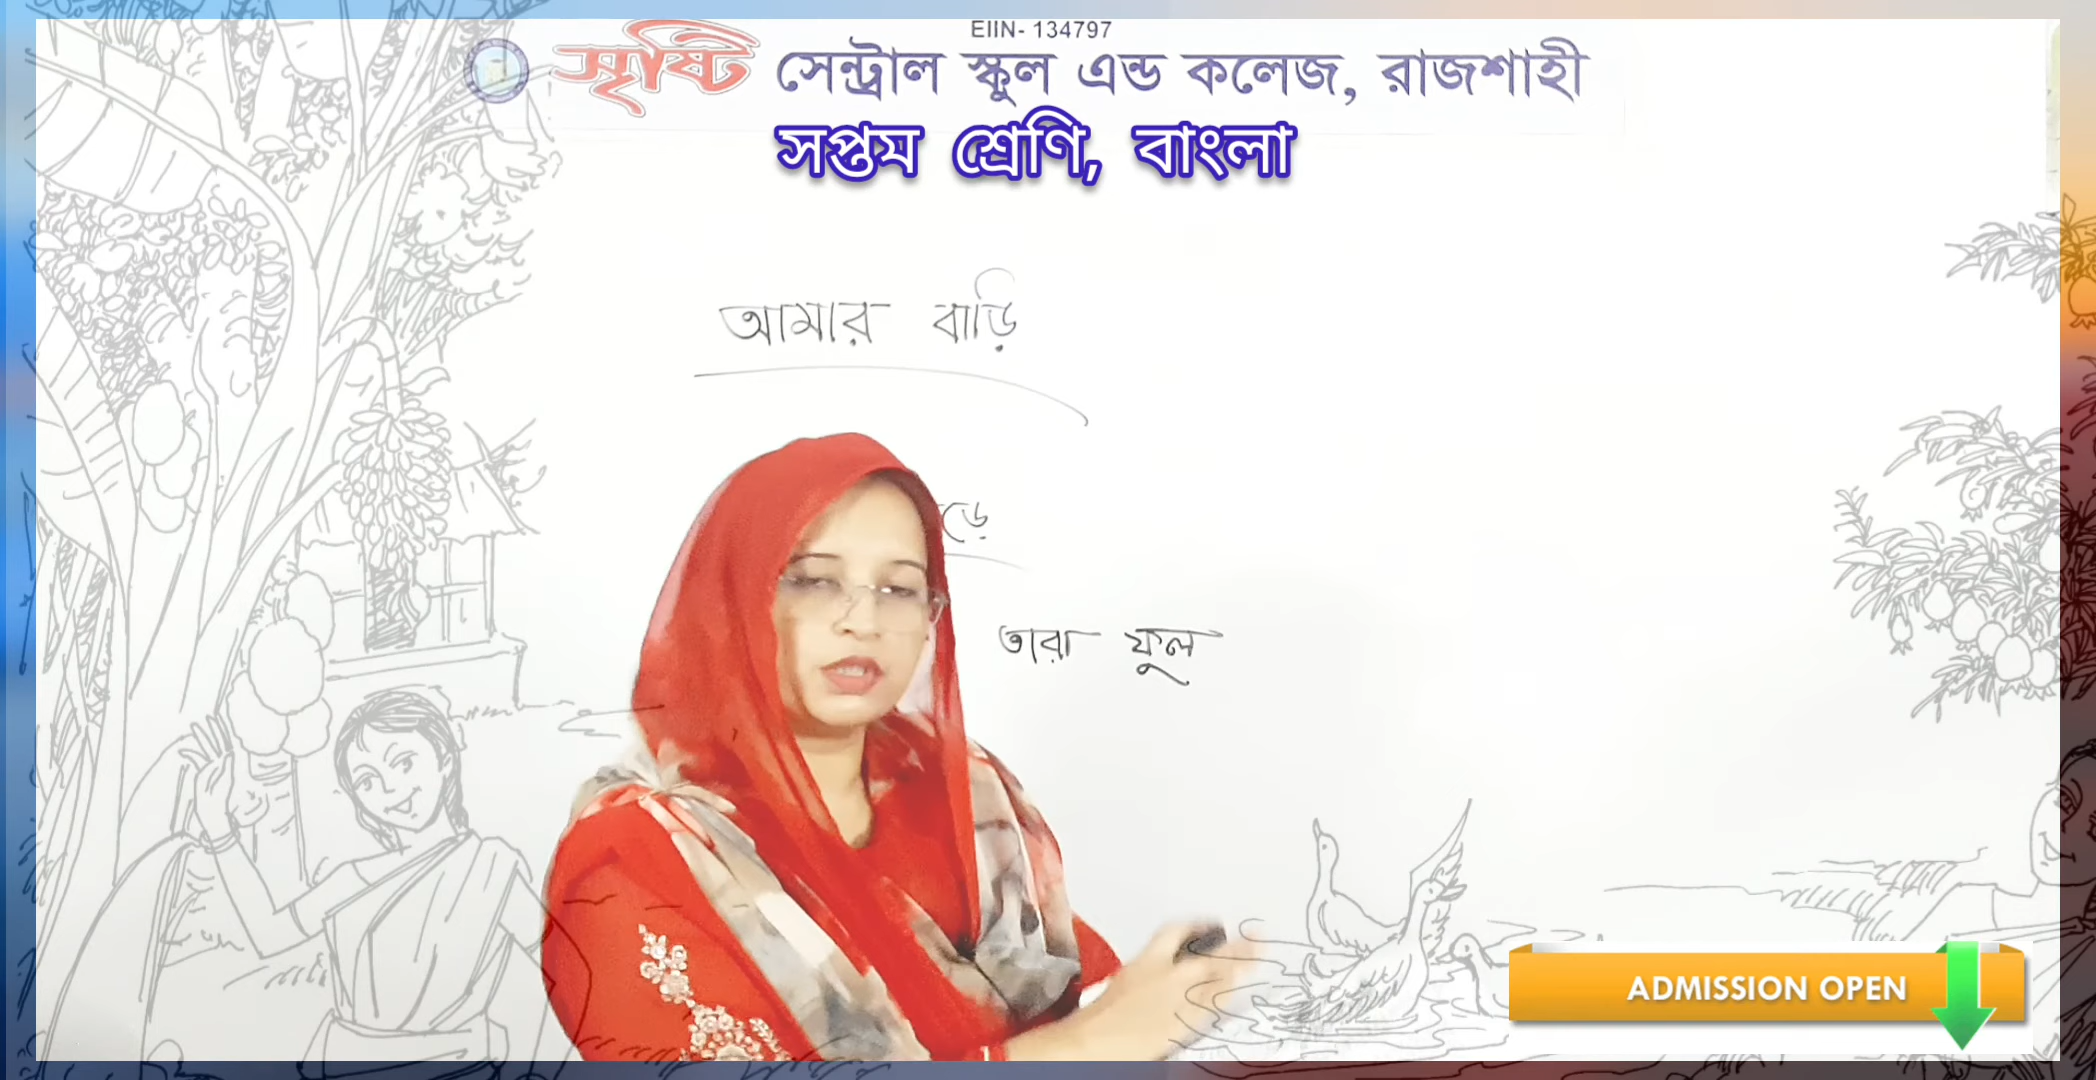 EIIN- 134797
সৃষ্টি সেন্ট্রাল স্কুল এন্ড কলেজ, রাজশাহী
সপ্তম শ্রেণি, বাংলা
আমার বাড়ি
তারা ফুল
ADMISSION OPEN